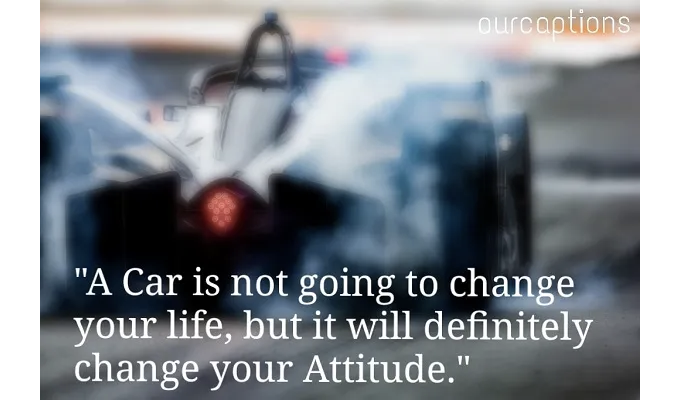 ourcaptions
"A Car is not going to change
your life, but it will definitely
change your Attitude."